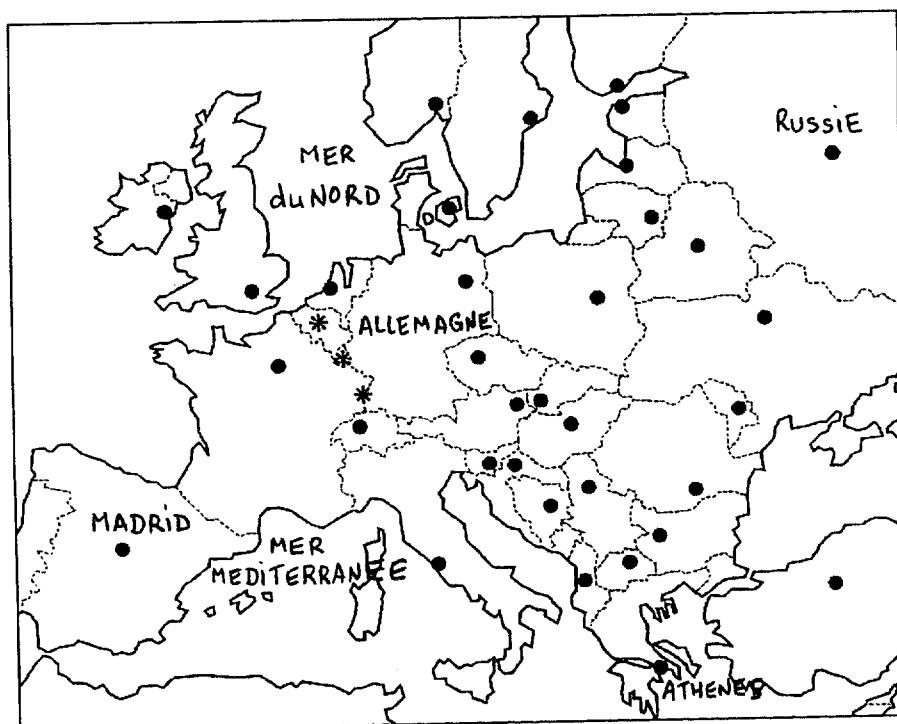 RUSSiE
MER
du NORD
ALLEMAGNE
MADRiD
MER
MEDiTERRANEE
ATHENES